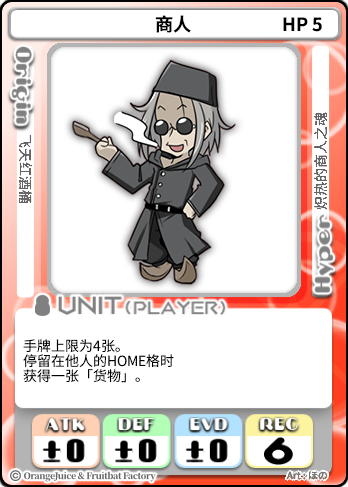 商人 HP 5
Origin
飞天红酒桶
Hyper 炽热的商人之魂
UNIT (PLAYER)
手牌上限为4张。
停留在他人的HOME格时
获得一张「货物」。
ATK DEF EVD REC
±0 ±0 ±0 6
© OrangeJuice & Fruitbat Factory Art: ほの